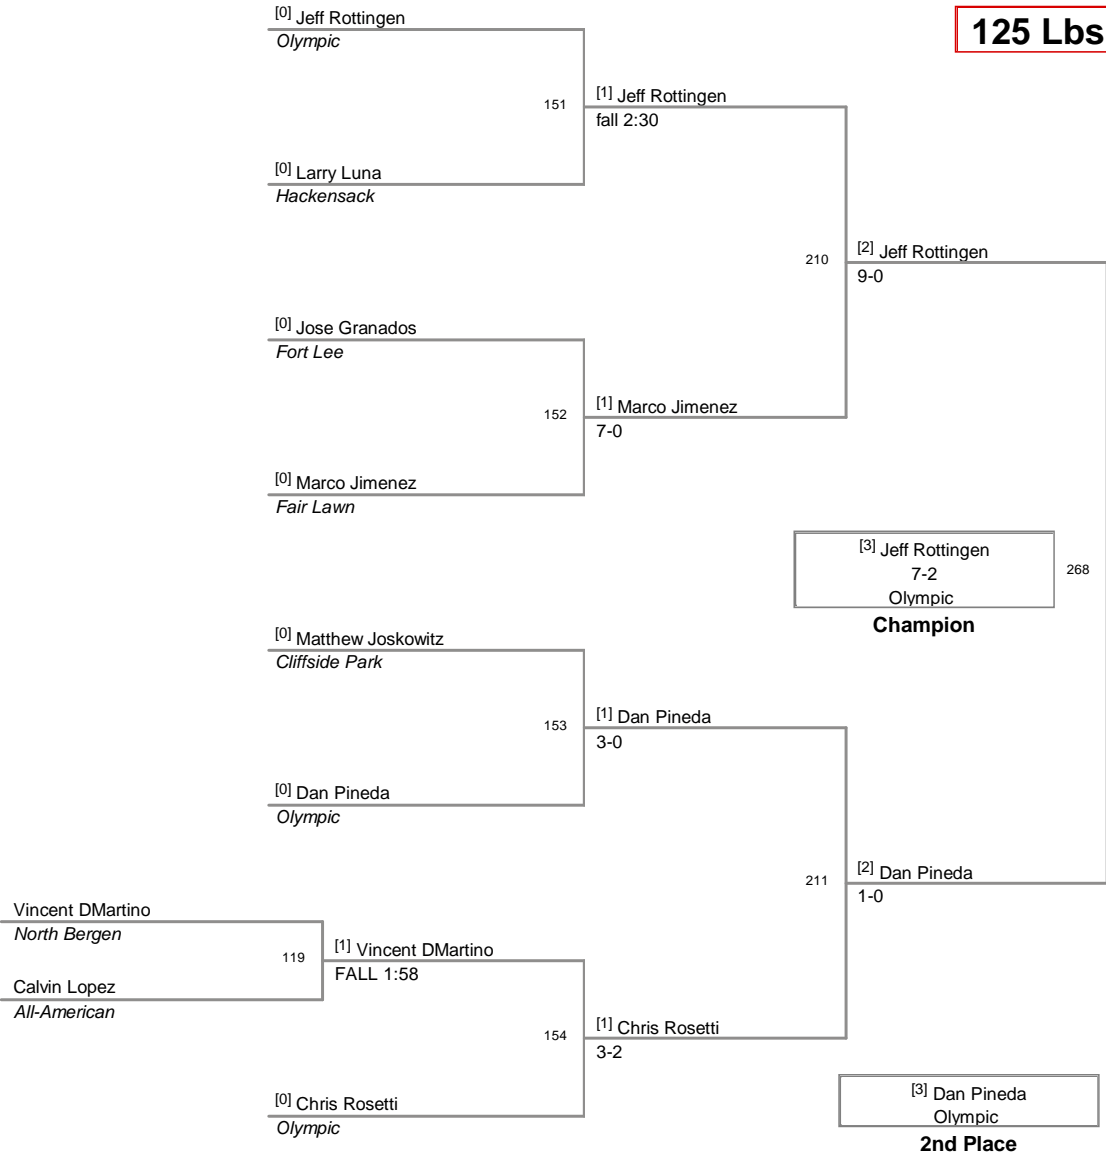 125 Lbs
[0] Jeff Rottingen
Olympic
151
[1] Jeff Rottingen
fall 2:30
[0] Larry Luna
Hackensack
210
[2] Jeff Rottingen
9-0
[0] Jose Granados
Fort Lee
152
[1] Marco Jimenez
7-0
[0] Marco Jimenez
Fair Lawn
[3] Jeff Rottingen
7-2
Olympic
268
Champion
[0] Matthew Joskowitz
Cliffside Park
153
[1] Dan Pineda
3-0
[0] Dan Pineda
Olympic
211
[2] Dan Pineda
1-0
Vincent DMartino
North Bergen
119
[1] Vincent DMartino
FALL 1:58
Calvin Lopez
All-American
154
[1] Chris Rosetti
3-2
[0] Chris Rosetti
Olympic
[3] Dan Pineda
Olympic
2nd Place